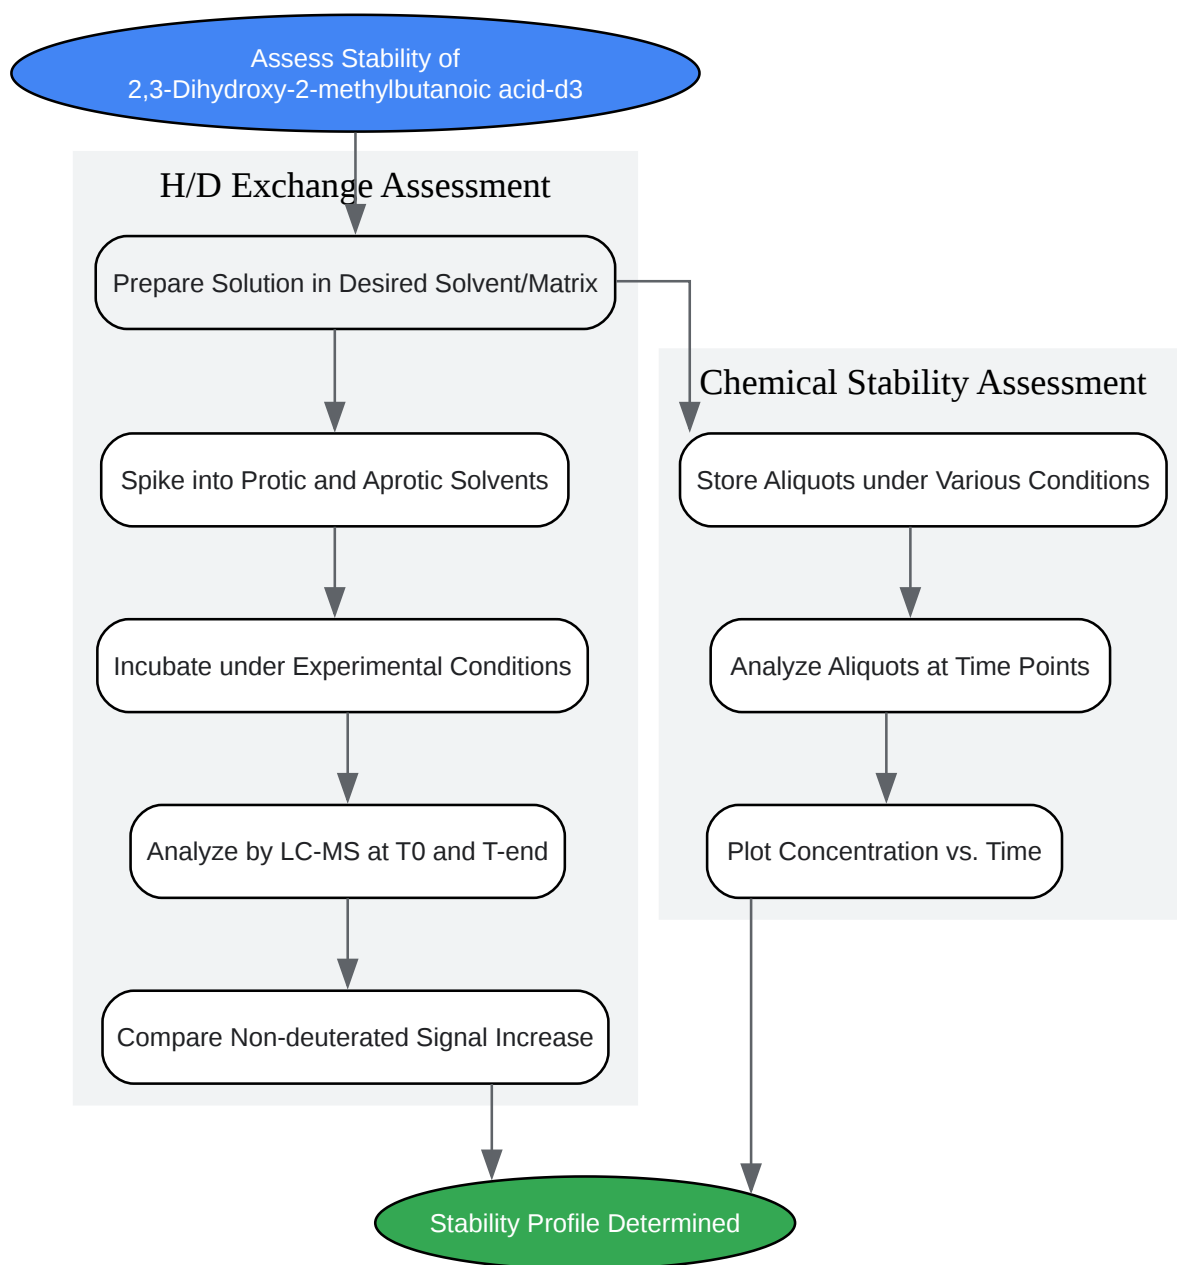 Assess Stability of
2,3-Dihydroxy-2-methylbutanoic acid-d3
H/D Exchange Assessment
Prepare Solution in Desired Solvent/Matrix
Spike into Protic and Aprotic Solvents
Incubate under Experimental Conditions
Analyze by LC-MS at T0 and T-end
Compare Non-deuterated Signal Increase
Chemical Stability Assessment
Store Aliquots under Various Conditions
Analyze Aliquots at Time Points
Plot Concentration vs. Time
Stability Profile Determined